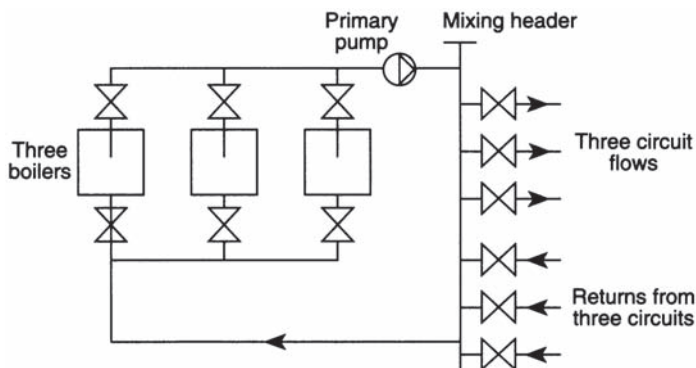 Primary
pump
Mixing header
Three
boilers
Three circuit
flows
Returns from
three circuits